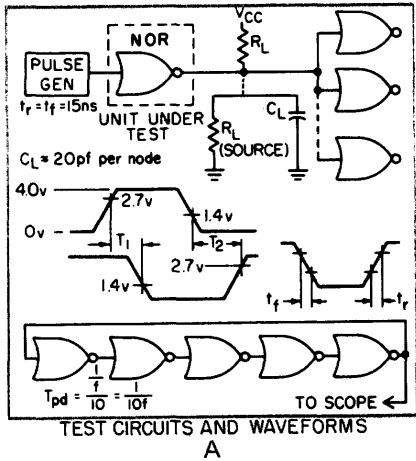 VCC
NOR
RL
PULSE
GEN
tr = tf = 15ns
UNIT UNDER
TEST
RL
(SOURCE)
CL
CL ≈ 20pf per node
4.0v
2.7v
1.4v
0v
T1
T2
1.4v
2.7v
tf
tr
Tpd = 1/f/10 = 1/10f
TO SCOPE
TEST CIRCUITS AND WAVEFORMS
A